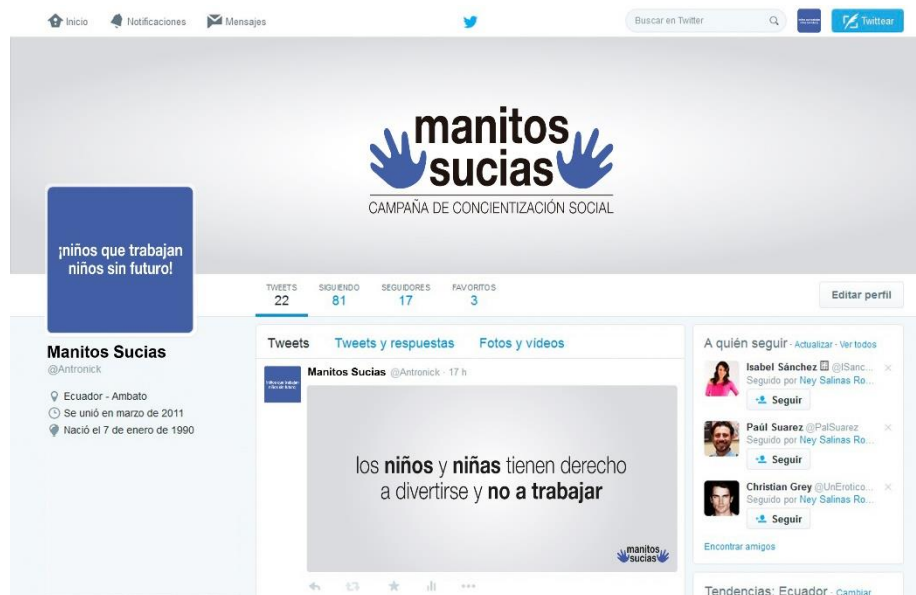 Inicio Notificaciones Mensajes Buscar en Twitter Twittear
manitos
sucias
CAMPAÑA DE CONCIENTIZACIÓN SOCIAL
¡niños que trabajan
niños sin futuro!
TWEETS SIGUIENDO SEGUIDORES FAVORITOS
22 81 17 3
Editar perfil
Manitos Sucias
@Antronick
Ecuador - Ambato
Se unió en marzo de 2011
Nació el 7 de enero de 1990
Tweets Tweets y respuestas Fotos y vídeos
Manitos Sucias @Antronick · 17 h
los niños y niñas tienen derecho
a divertirse y no a trabajar
manitos
sucias
A quién seguir · Actualizar · Ver todos
Isabel Sánchez @ISanc...
Seguido por Ney Salinas Ro...
Seguir
Paúl Suarez @PalSuarez
Seguido por Ney Salinas Ro...
Seguir
Christian Grey @UnErotico...
Seguido por Ney Salinas Ro...
Seguir
Encontrar amigos
Tendencias: Ecuador · Cambiar